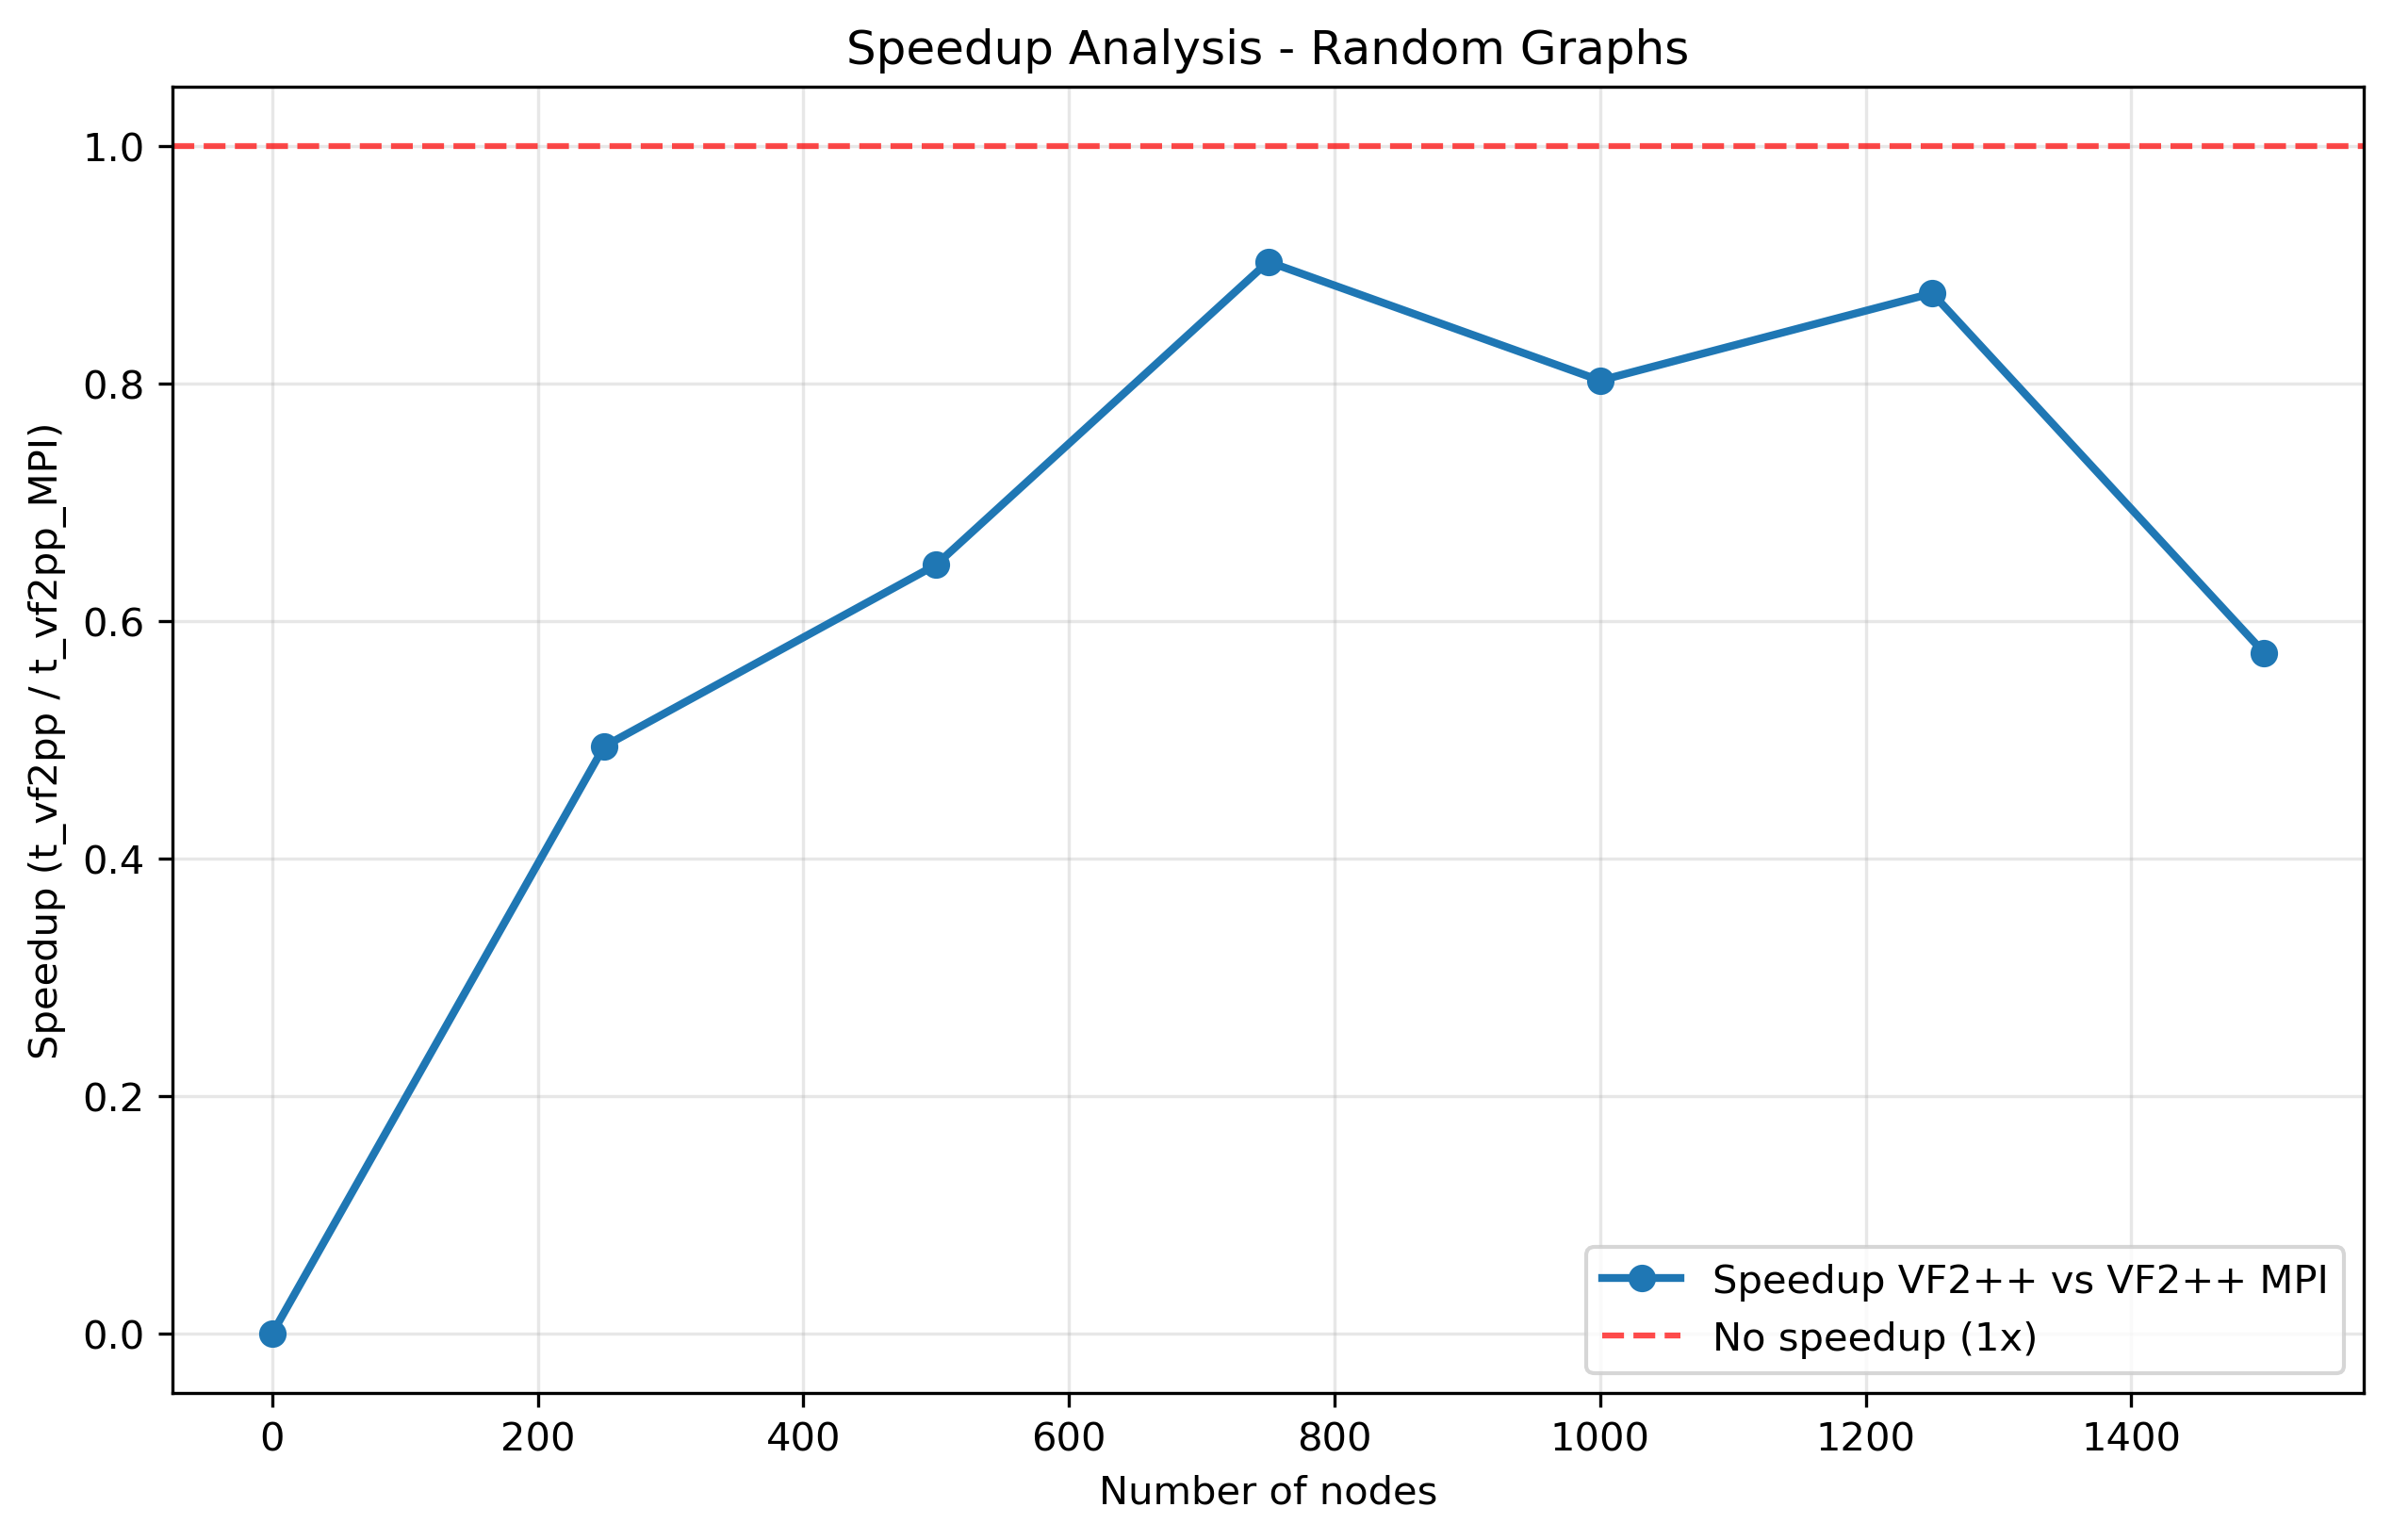 Speedup Analysis - Random Graphs
Speedup (t_vf2pp / t_vf2pp_MPI)
1.0
0.8
0.6
0.4
0.2
0.0
0 200 400 600 800 1000 1200 1400
Number of nodes
Speedup VF2++ vs VF2++ MPI
No speedup (1x)